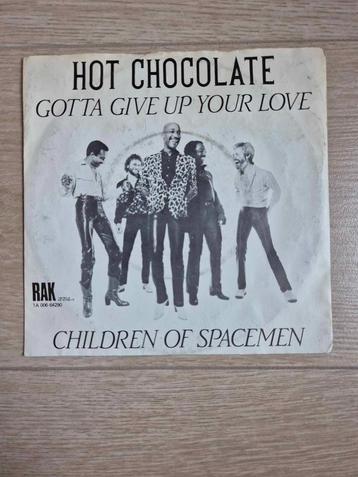 HOT CHOCOLATE
GOTTA GIVE UP YOUR LOVE
RAK
1A 006-64290
CHILDREN OF SPACEMEN